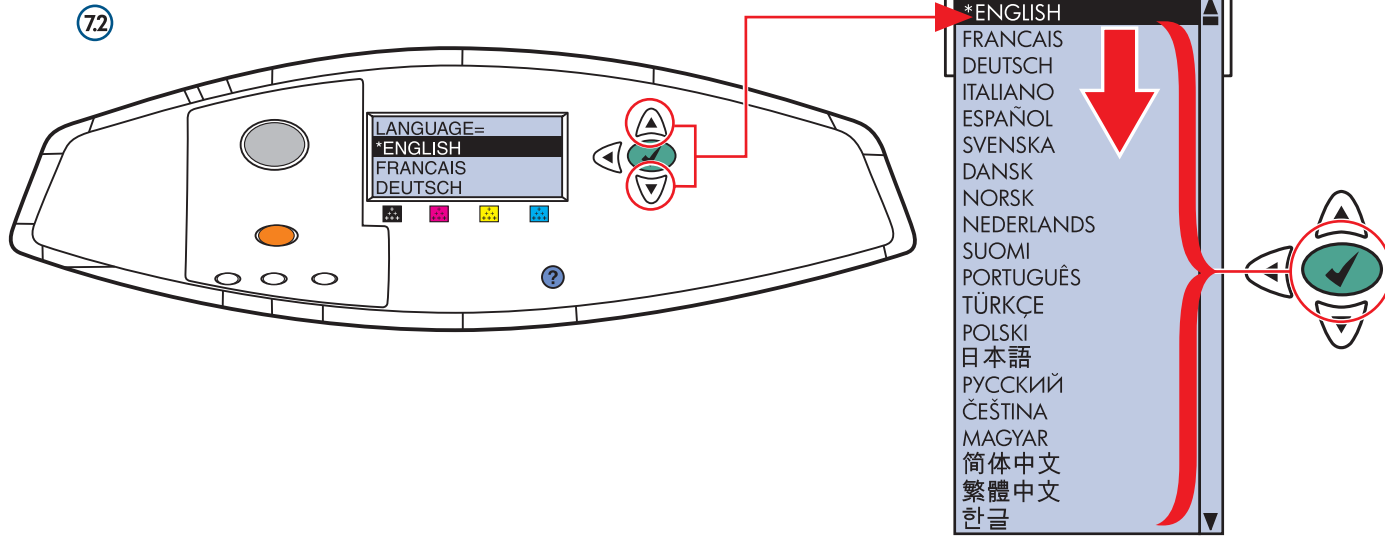 7.2
LANGUAGE=
*ENGLISH
FRANCAIS
DEUTSCH
?
*ENGLISH
FRANCAIS
DEUTSCH
ITALIANO
ESPAÑOL
SVENSKA
DANSK
NORSK
NEDERLANDS
SUOMI
PORTUGUÊS
TÜRKÇE
POLSKI
日本語
РУССКИЙ
ČEŠTINA
MAGYAR
简体中文
繁體中文
한글